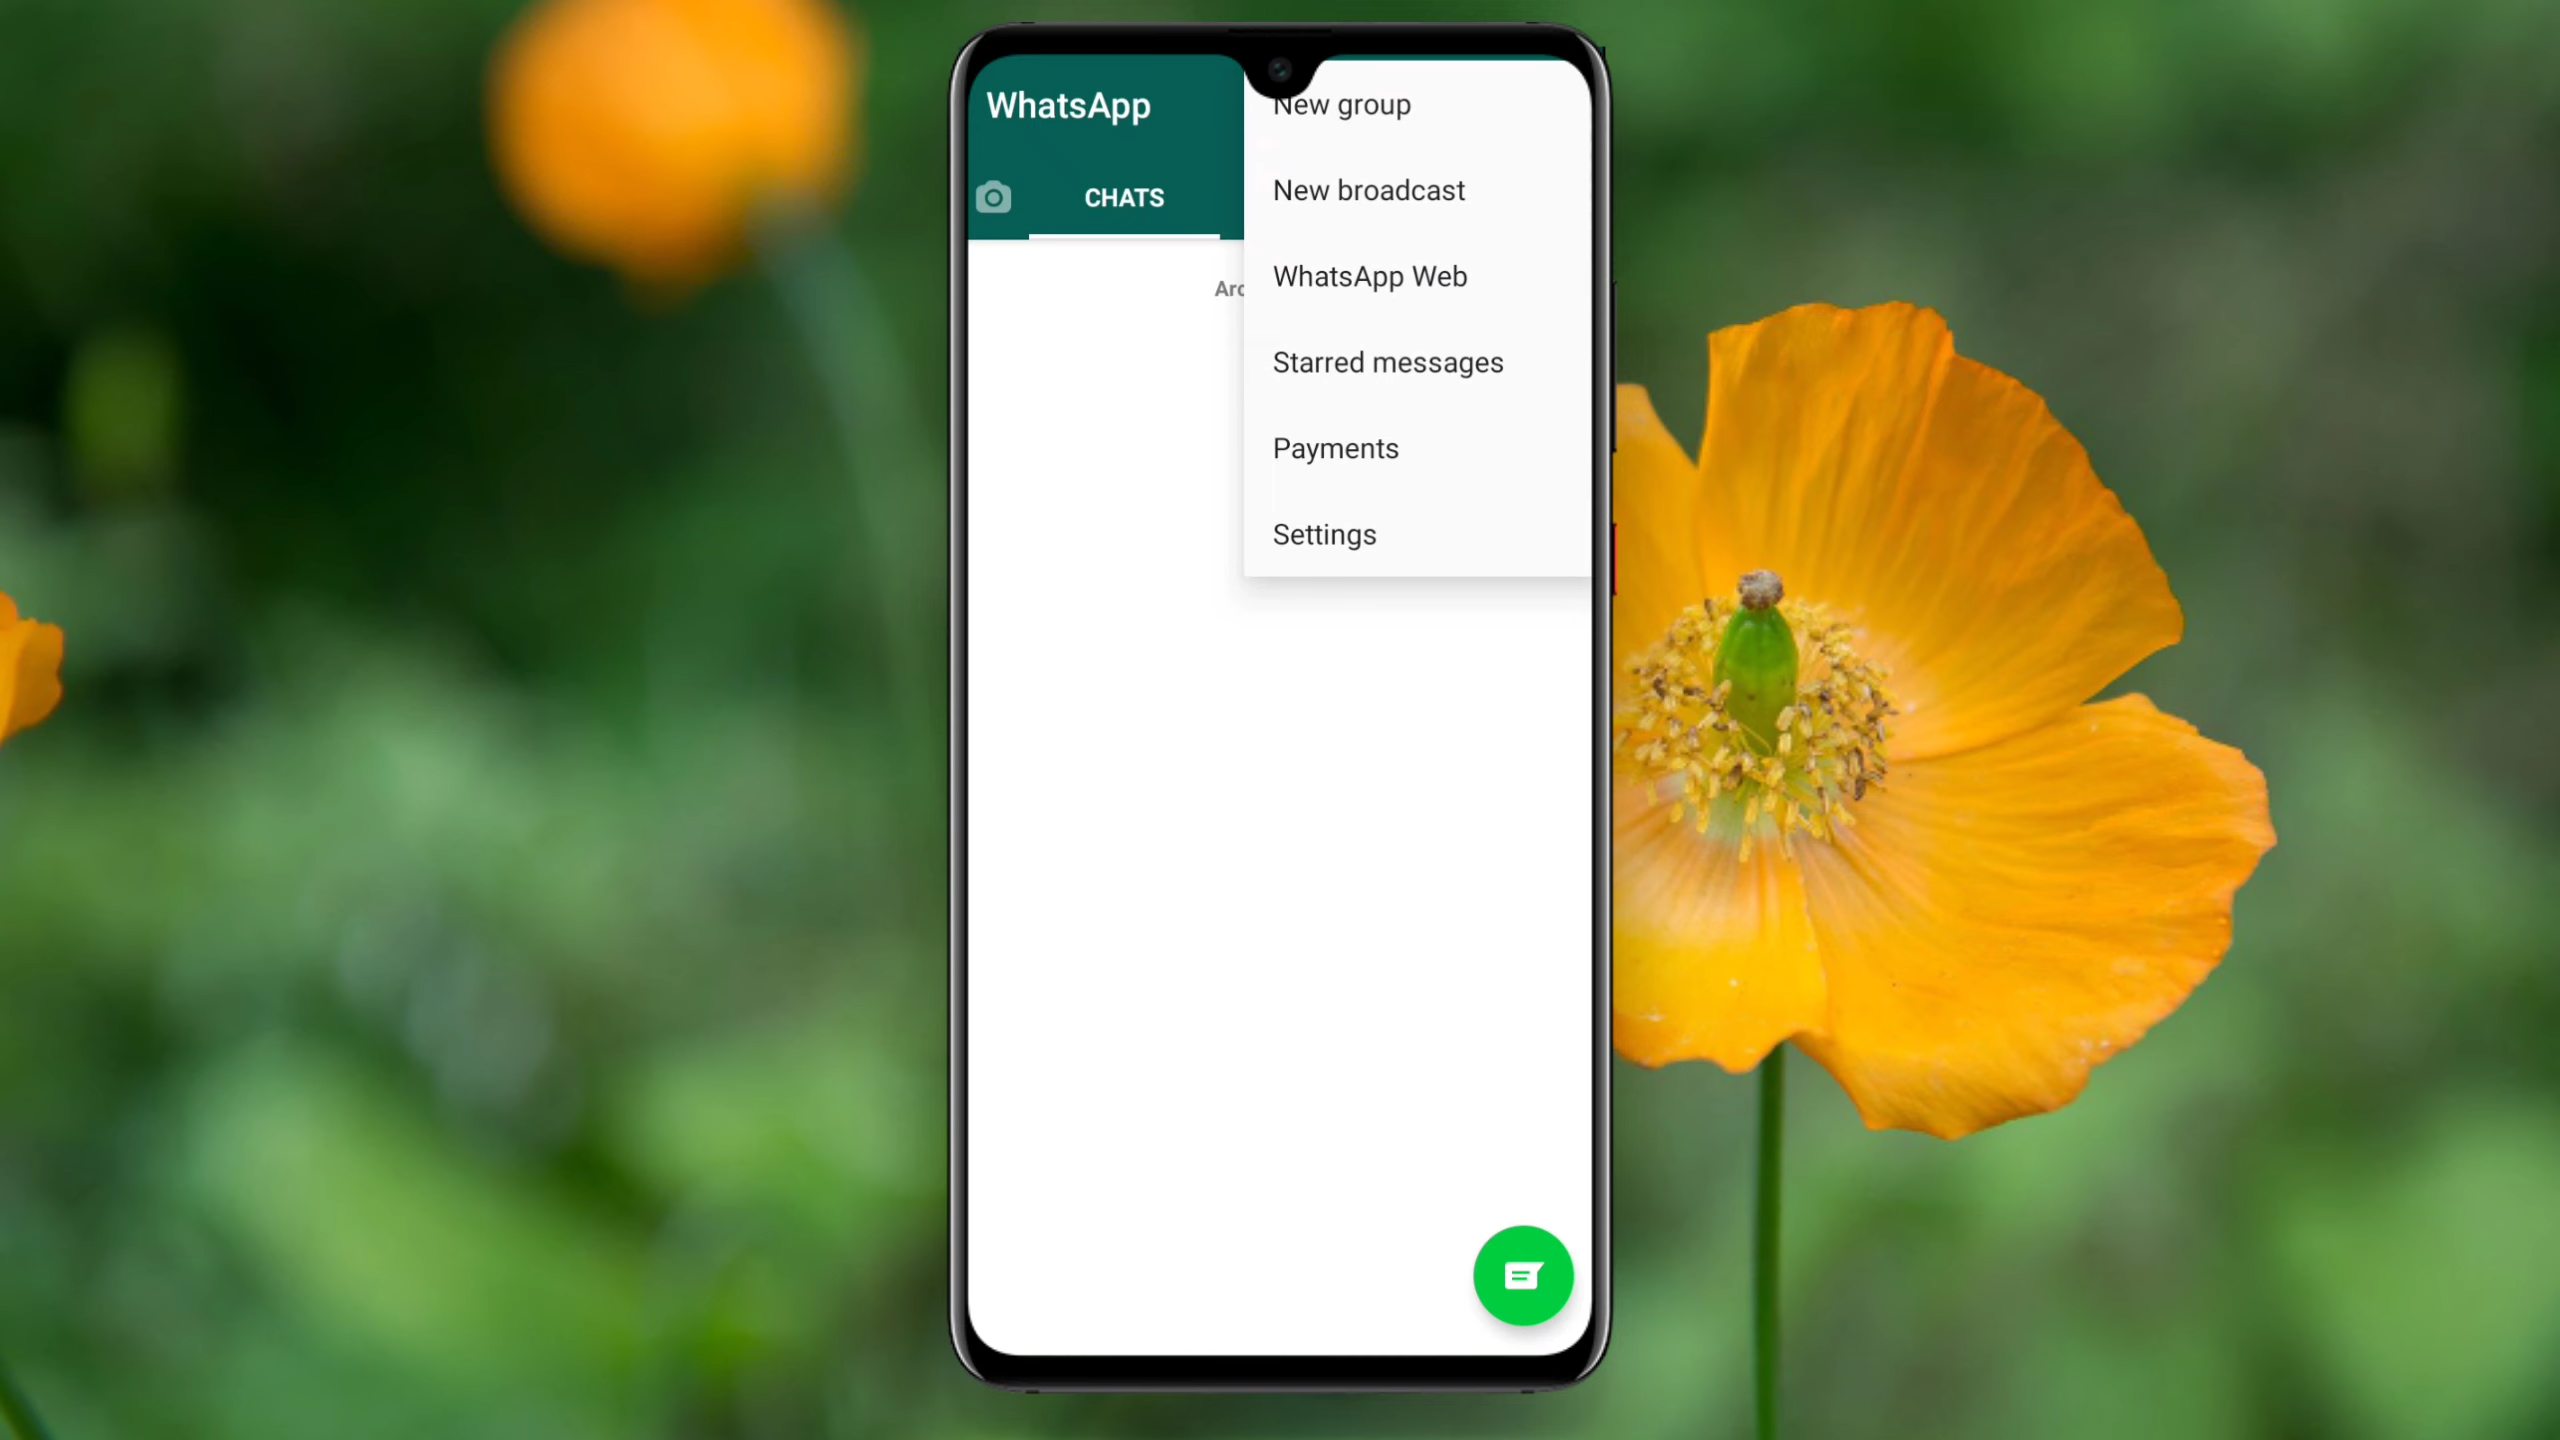 WhatsApp
CHATS
New group
New broadcast
WhatsApp Web
Starred messages
Payments
Settings